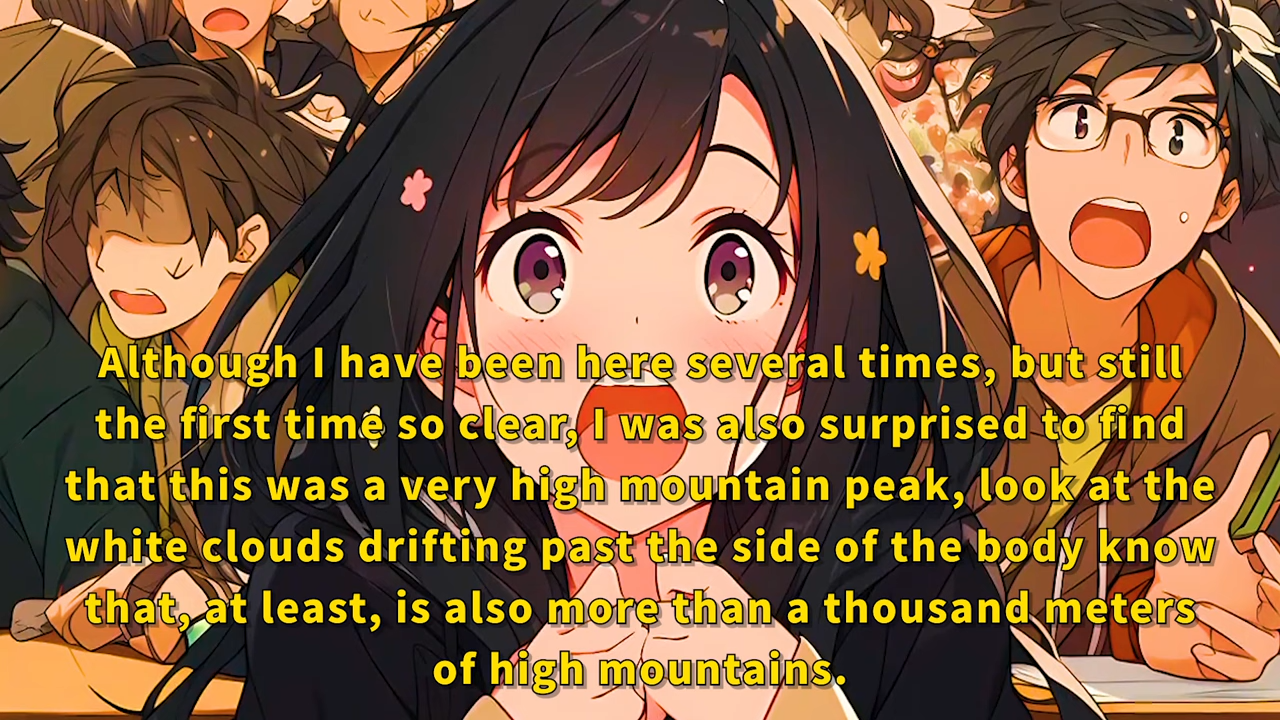 Although I have been here several times, but still
the first time so clear, I was also surprised to find
that this was a very high mountain peak, look at the
white clouds drifting past the side of the body know
that, at least, is also more than a thousand meters
of high mountains.